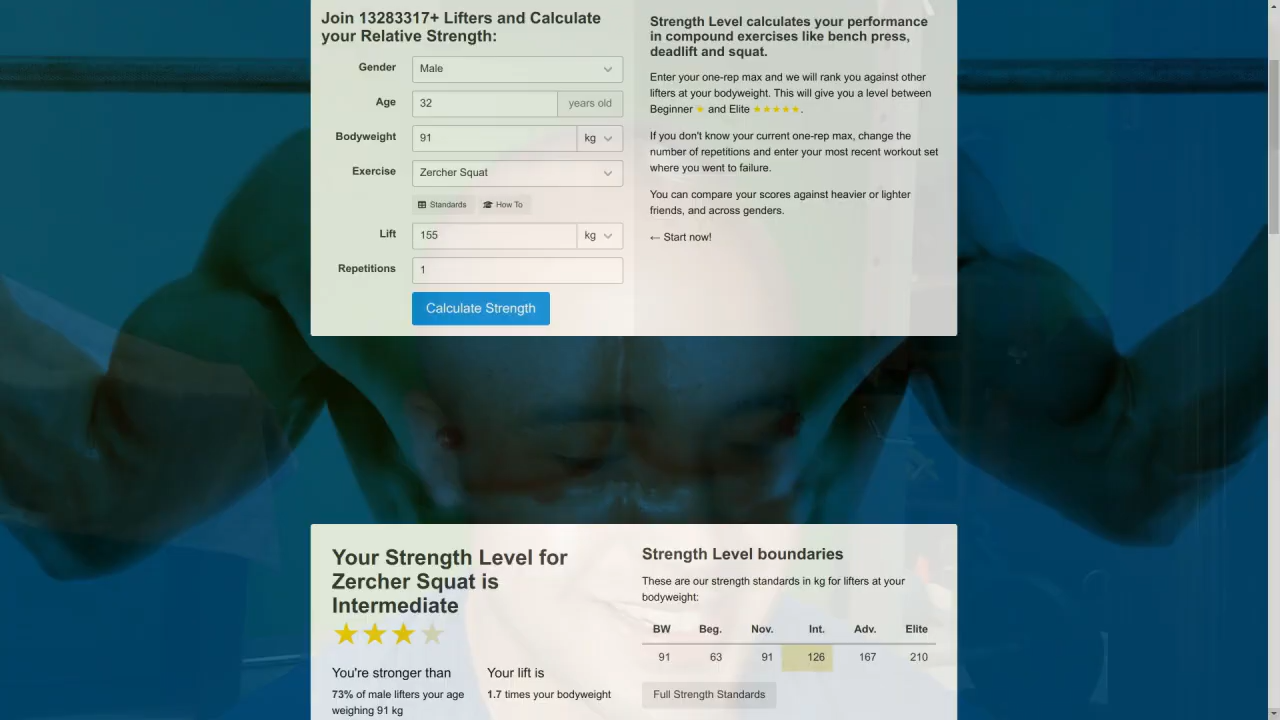 Join 13283317+ Lifters and Calculate
your Relative Strength:
Gender Male
Age 32 years old
Bodyweight 91 kg
Exercise Zercher Squat
Standards How To
Lift 155 kg
Repetitions 1
Calculate Strength
Strength Level calculates your performance
in compound exercises like bench press,
deadlift and squat.
Enter your one-rep max and we will rank you against other
lifters at your bodyweight. This will give you a level between
Beginner ★ and Elite ★★★★★.
If you don't know your current one-rep max, change the
number of repetitions and enter your most recent workout set
where you went to failure.
You can compare your scores against heavier or lighter
friends, and across genders.
← Start now!
Your Strength Level for
Zercher Squat is
Intermediate
You're stronger than
73% of male lifters your age
weighing 91 kg
Your lift is
1.7 times your bodyweight
Strength Level boundaries
These are our strength standards in kg for lifters at your
bodyweight:
BW Beg. Nov. Int. Adv. Elite
91 63 91 126 167 210
Full Strength Standards